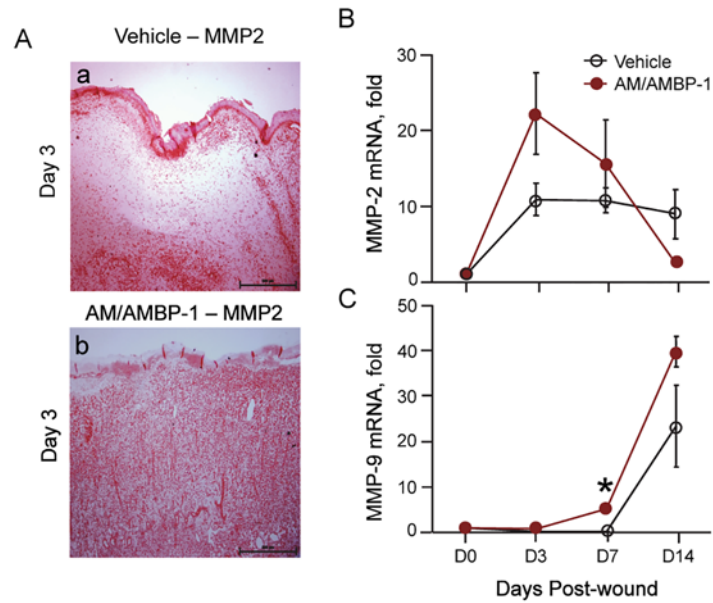 A
Vehicle – MMP2
a
Day 3
AM/AMBP-1 – MMP2
b
Day 3
B
Vehicle
AM/AMBP-1
MMP-2 mRNA, fold
30
20
10
0
C
MMP-9 mRNA, fold
50
40
30
20
10
0
*
D0 D3 D7 D14
Days Post-wound